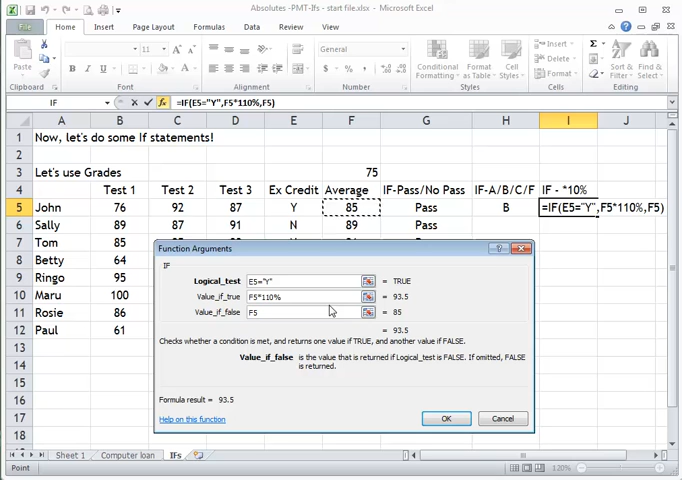 Absolutes -PMT-Ifs - start file.xlsx - Microsoft Excel
File Home Insert Page Layout Formulas Data Review View
Paste
Clipboard
11
B I U
Font
Alignment
General
$ % ,
Number
Conditional Formatting
Format as Table
Cell Styles
Styles
Insert
Delete
Format
Cells
Sort & Filter
Find & Select
Editing
IF =IF(E5="Y",F5*110%,F5)
A B C D E F G H I J
1 Now, let's do some If statements!
2
3 Let's use Grades 75
4 Test 1 Test 2 Test 3 Ex Credit Average IF-Pass/No Pass IF-A/B/C/F IF - *10%
5 John 76 92 87 Y 85 Pass B =IF(E5="Y",F5*110%,F5)
6 Sally 89 87 91 N 89 Pass
7 Tom 85
8 Betty 64
9 Ringo 95
10 Maru 100
11 Rosie 86
12 Paul 61
13
14
15
16
17
18
Function Arguments
IF
Logical_test E5="Y" = TRUE
Value_if_true F5*110% = 93.5
Value_if_false F5 = 85
= 93.5
Checks whether a condition is met, and returns one value if TRUE, and another value if FALSE.
Value_if_false is the value that is returned if Logical_test is FALSE. If omitted, FALSE
is returned.
Formula result = 93.5
Help on this function OK Cancel
Sheet 1 Computer loan IFs
Point 120%